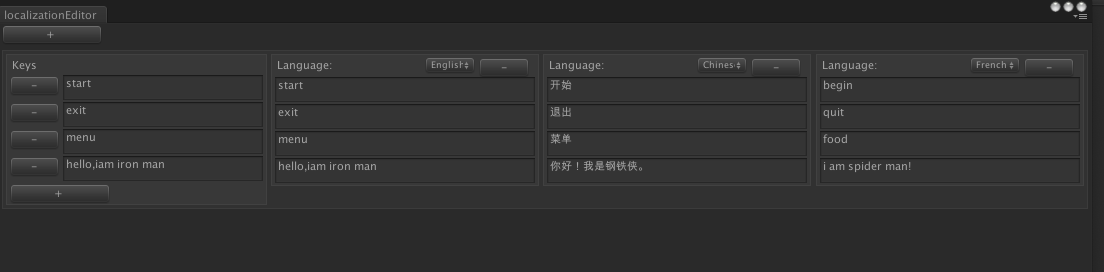 localizationEditor
+
Keys
- start
- exit
- menu
- hello,iam iron man
+
Language: English -
start
exit
menu
hello,iam iron man
Language: Chines -
开始
退出
菜单
你好！我是钢铁侠。
Language: French -
begin
quit
food
i am spider man!